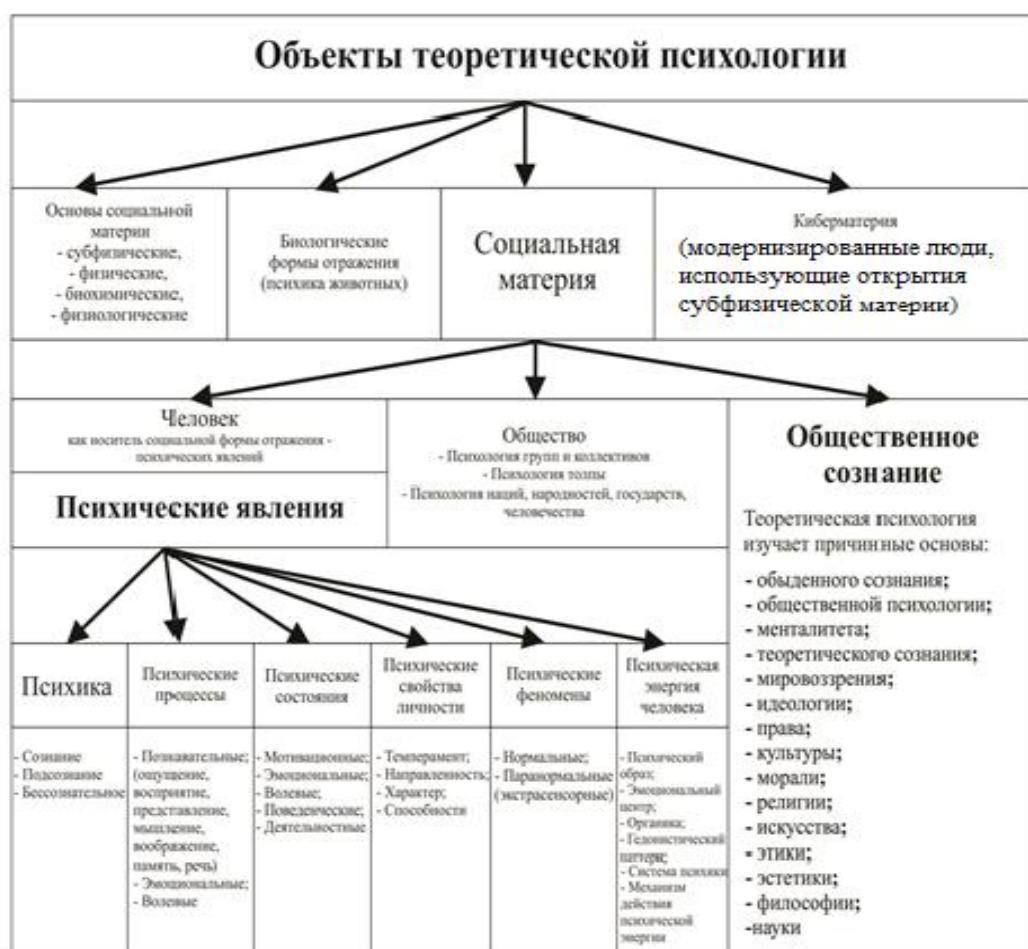 Объекты теоретической психологии
Основы социальной
материи
- субфизические,
- физические,
- биохимические,
- физиологические
Биологические
формы отражения
(психика животных)
Социальная
материя
Киберматерия
(модернизированные люди,
использующие открытия
субфизической материи)
Человек
как носитель социальной формы отражения -
психических явлений
Психические явления
Общество
- Психология групп и коллективов
- Психология толпы
- Психология наций, народностей, государств,
человечества
Общественное
сознание
Теоретическая психология
изучает причинные основы:
- обыденного сознания;
- общественной психологии;
- менталитета;
- теоретического сознания;
- мировоззрения;
- идеологии;
- права;
- культуры;
- морали;
- религии;
- искусства;
- этики;
- эстетики;
- философии;
-науки
Психика
- Сознание
- Подсознание
- Бессознательное
Психические
процессы
- Познавательные;
(ощущение,
восприятие,
представление,
мышление,
воображение,
память, речь)
- Эмоциональные;
- Волевые
Психические
состояния
- Мотивационные;
- Эмоциональные;
- Волевые;
- Поведенческие;
- Деятельностные
Психические
свойства
личности
- Темперамент;
- Направленность;
- Характер;
- Способности
Психические
феномены
- Нормальные;
- Паранормальные
(экстрасенсорные)
Психическая
энергия
человека
- Психический
образ;
- Эмоциональный
центр;
- Органика;
- Гедонистический
паттерн;
- Система психики
- Механизм
действия
психической
энергии